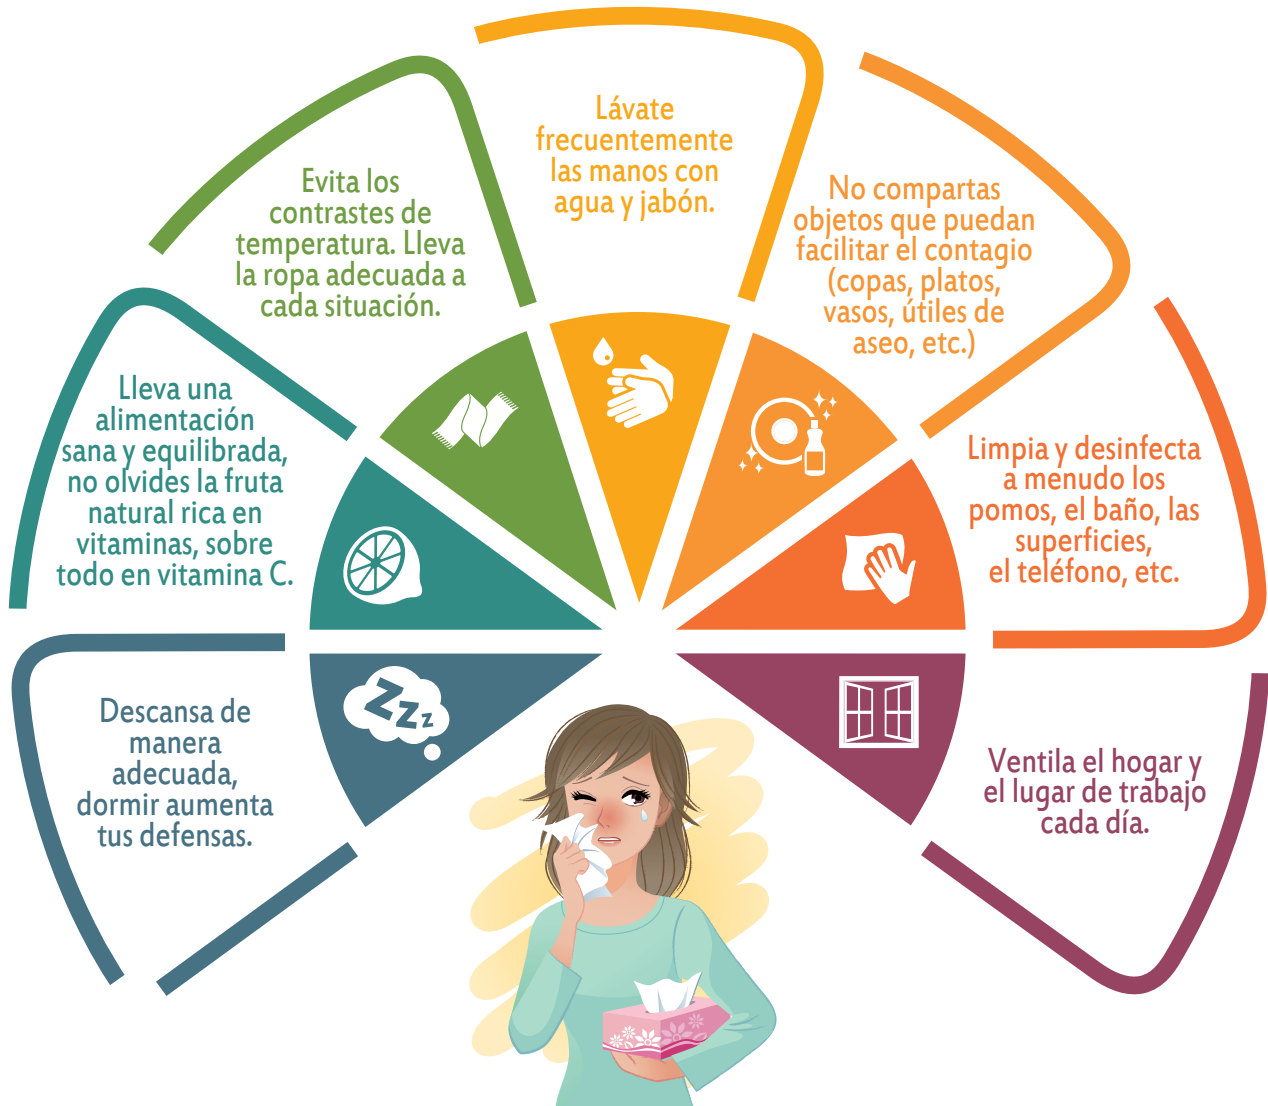 Descansa de
manera
adecuada,
dormir aumenta
tus defensas.
Lleva una
alimentación
sana y equilibrada,
no olvides la fruta
natural rica en
vitaminas, sobre
todo en vitamina C.
Evita los
contrastes de
temperatura. Lleva
la ropa adecuada a
cada situación.
Lávate
frecuentemente
las manos con
agua y jabón.
No compartas
objetos que puedan
facilitar el contagio
(copas, platos,
vasos, útiles de
aseo, etc.)
Limpia y desinfecta
a menudo los
pomos, el baño, las
superficies,
el teléfono, etc.
Ventila el hogar y
el lugar de trabajo
cada día.
ZZZ